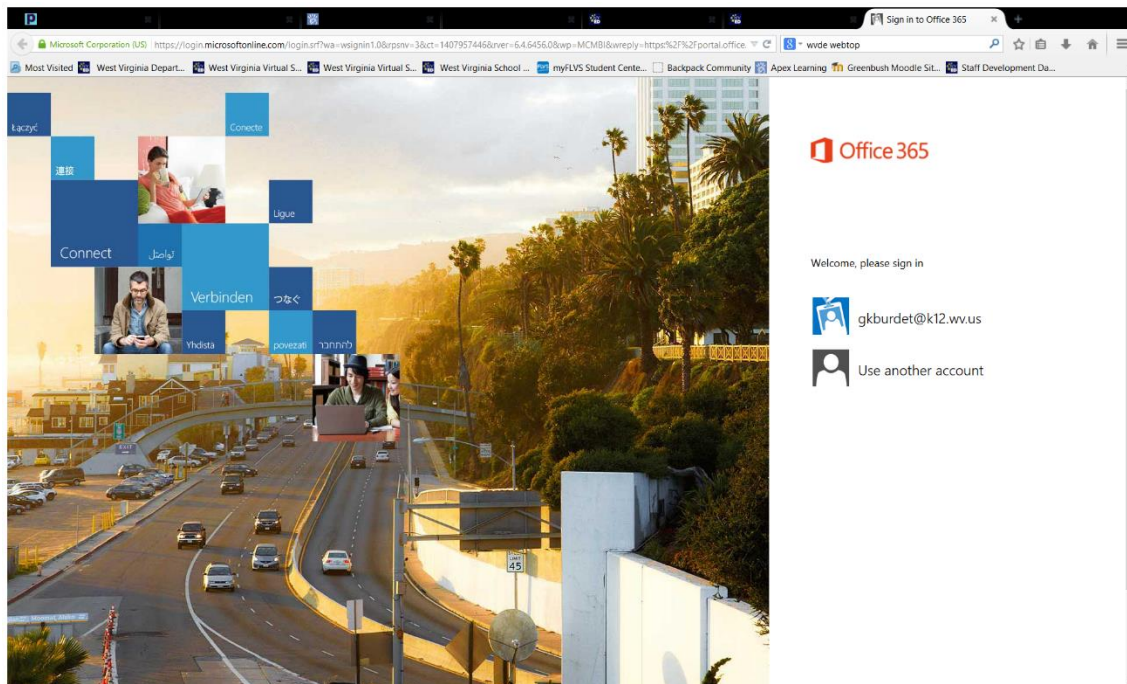 Sign in to Office 365
Microsoft Corporation (US)
https://login.microsoftonline.com/login.srf?wa=wsignin1.0&rpsnv=3&ct=1407957446&rver=6.4.6456.0&wp=MCMBI&wreply=https:%2F%2Fportal.office.
wvde webtop
Most Visited
West Virginia Depart...
West Virginia Virtual S...
West Virginia Virtual S...
West Virginia School ...
myFLVS Student Cente...
Backpack Community
Apex Learning
Greenbush Moodle Sit...
Staff Development Da...
Łączyć
Conecte
連接
Ligue
Connect
تواصل
Verbinden
つなぐ
Yhdistä
povezati
להתחבר
EXIT
LIMIT
45
Office 365
Welcome, please sign in
gkburdet@k12.wv.us
Use another account